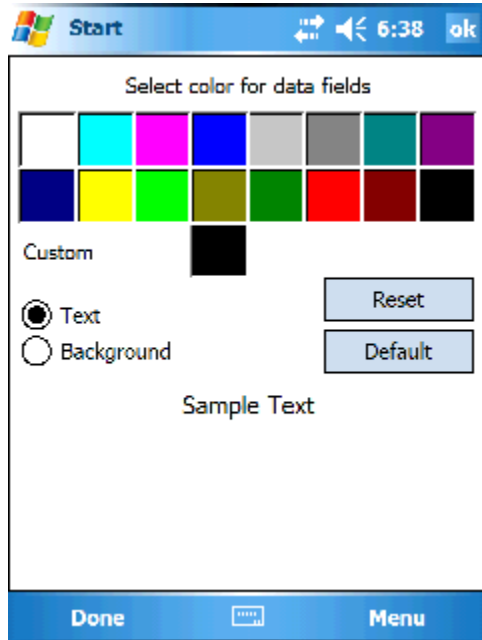 Start 6:38 ok
Select color for data fields
Custom
Reset
Text
Background Default
Sample Text
Done Menu